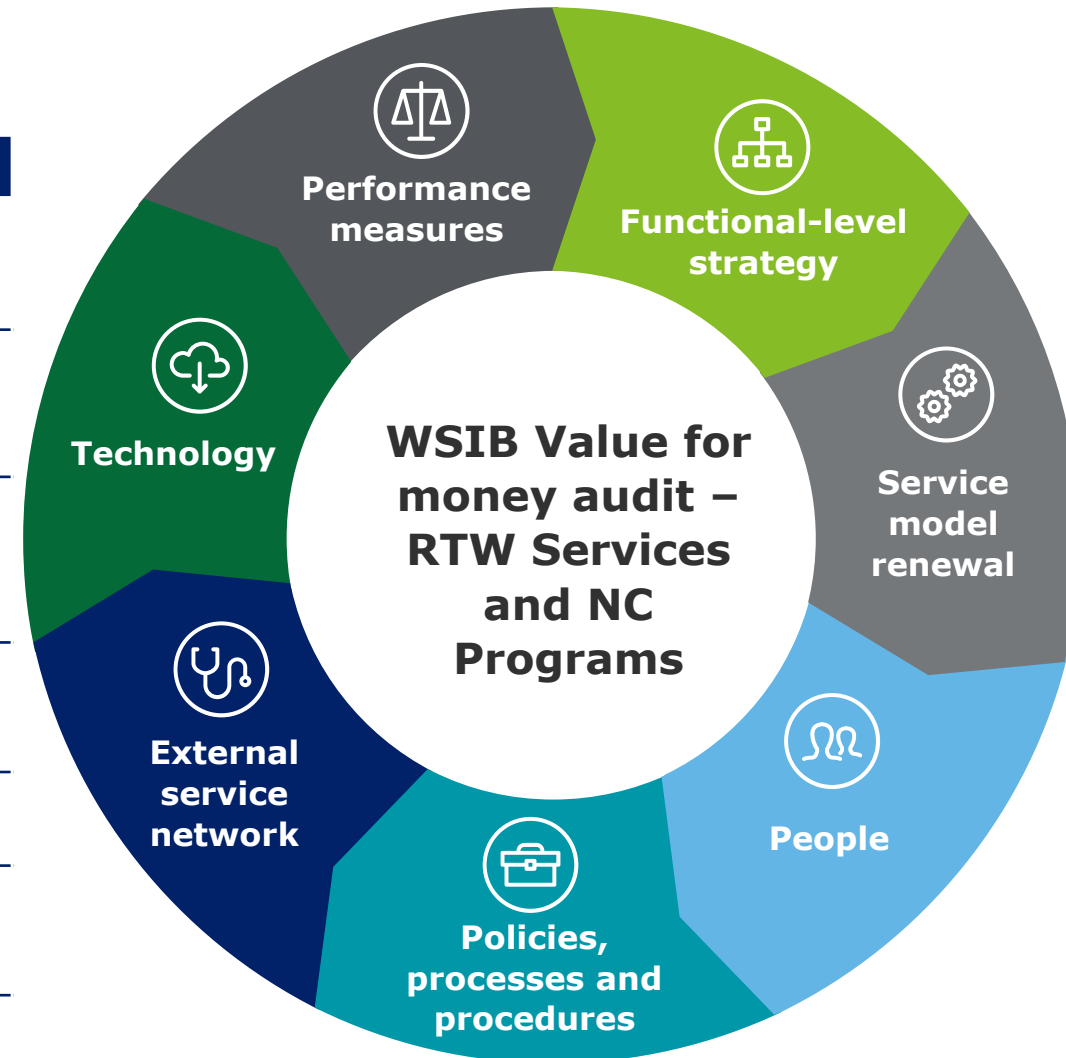 Performance
measures
Functional-level
strategy
Technology
WSIB Value for
money audit –
RTW Services
and NC
Programs
Service
model
renewal
External
service
network
People
Policies,
processes and
procedures